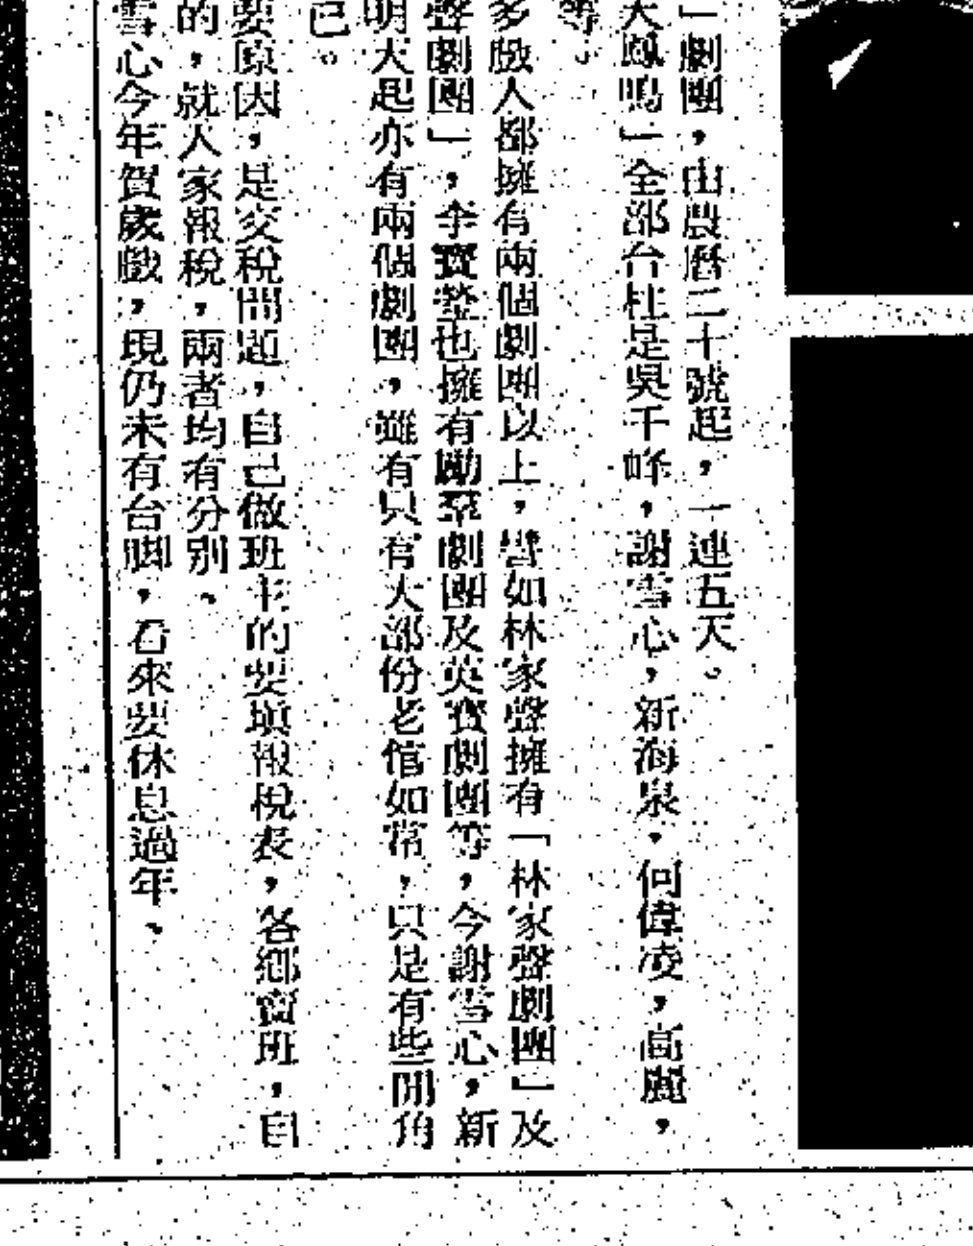 」劇團，由農曆二十號起，一連五天。
大鳳鳴」全部台柱是吳千峰，謝雪心，新海泉，何偉凌，高麗，
等。
多戲人都擁有兩個劇團以上，譬如林家聲擁有「林家聲劇團」及
聲劇團」，李寶瑩也擁有勵群劇團及英寶劇團等，今謝雪心，新
明天起亦有兩個劇團，雖有只有大部份老倌如常，只是有些閒角
已。
要原因，是交稅問題，自己做班主的要填報稅表，各鄉賣班，自
的，就人家報稅，兩者均有分別。
雪心今年賀歲戲，現仍未有台脚，看來要休息過年、